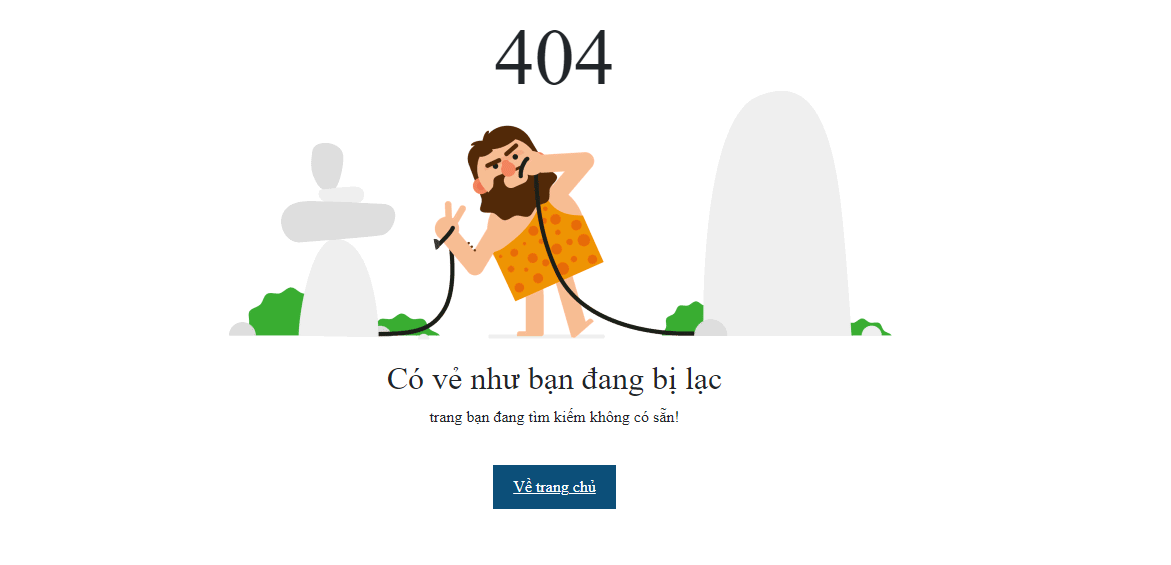 404
Có vẻ như bạn đang bị lạc
trang bạn đang tìm kiếm không có sẵn!
Về trang chủ